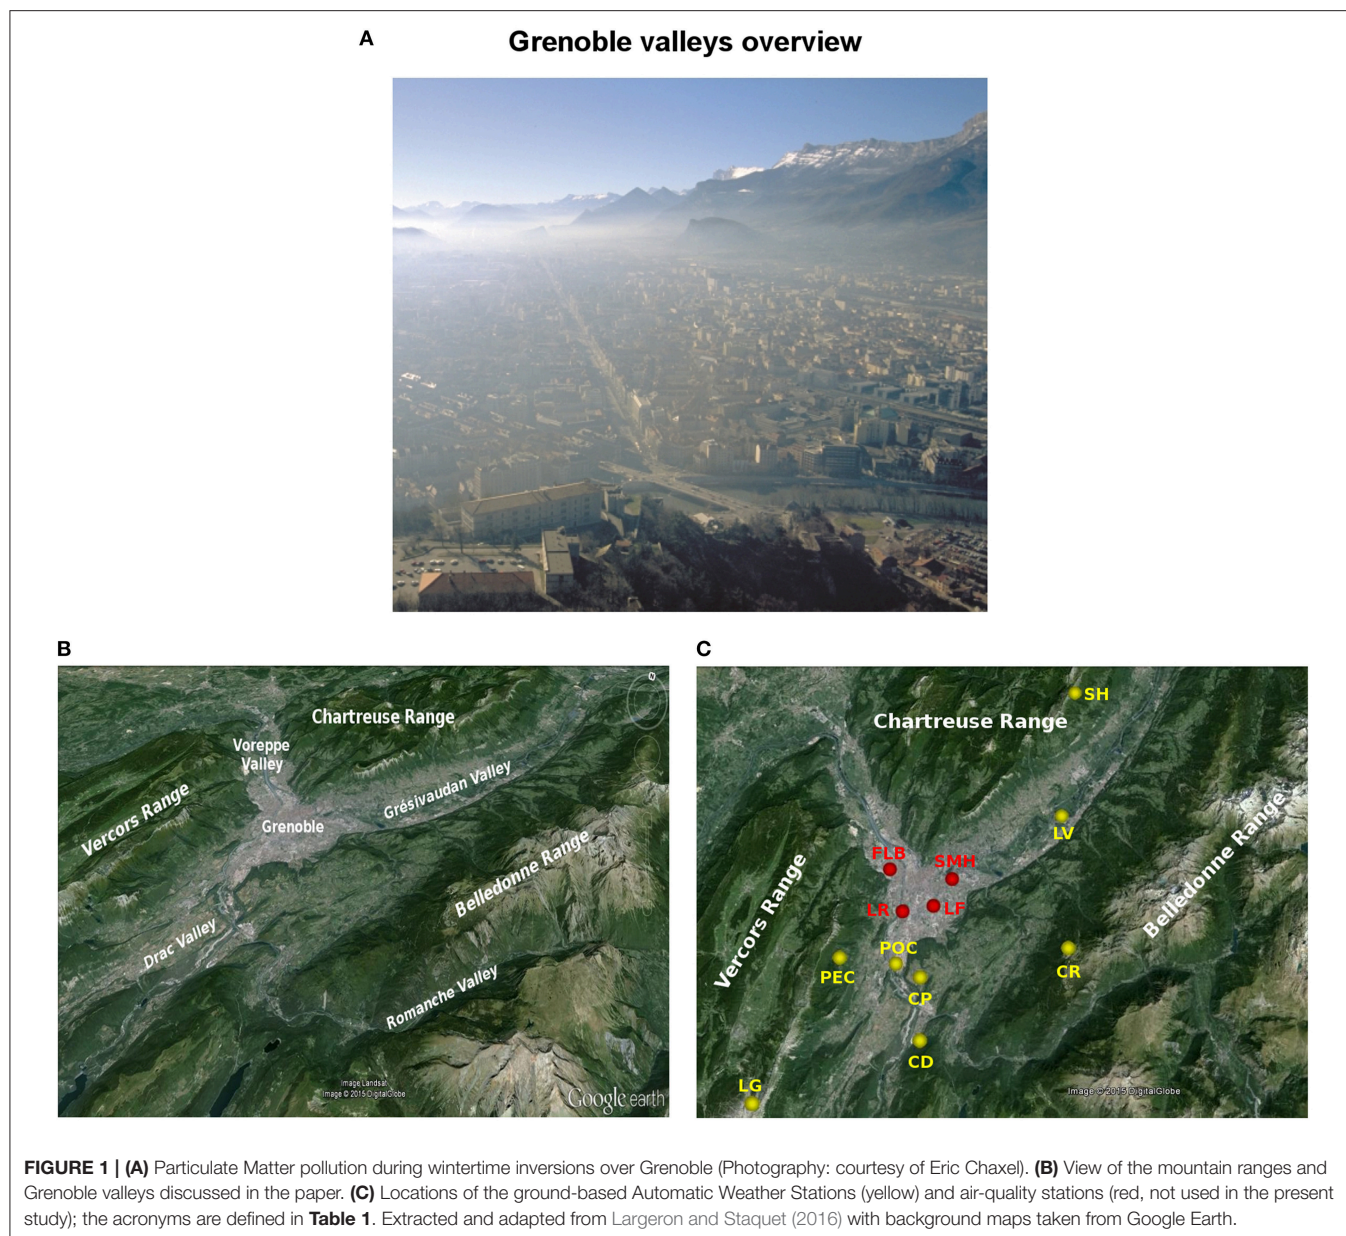 A
Grenoble valleys overview
B
N
Chartreuse Range
Voreppe
Valley
Vercors Range
Grésivaudan Valley
Grenoble
Belledonne Range
Drac Valley
Romanche Valley
Image Landsat
Image © 2015 DigitalGlobe
Google earth
C
SH
Chartreuse Range
LV
Belledonne Range
FLB
SMH
Vercors Range
LR
LF
POC
PEC
CR
CP
CD
LG
Image © 2015 DigitalGlobe
FIGURE 1 | (A) Particulate Matter pollution during wintertime inversions over Grenoble (Photography: courtesy of Eric Chaxel). (B) View of the mountain ranges and
Grenoble valleys discussed in the paper. (C) Locations of the ground-based Automatic Weather Stations (yellow) and air-quality stations (red, not used in the present
study); the acronyms are defined in Table 1. Extracted and adapted from Largeron and Staquet (2016) with background maps taken from Google Earth.